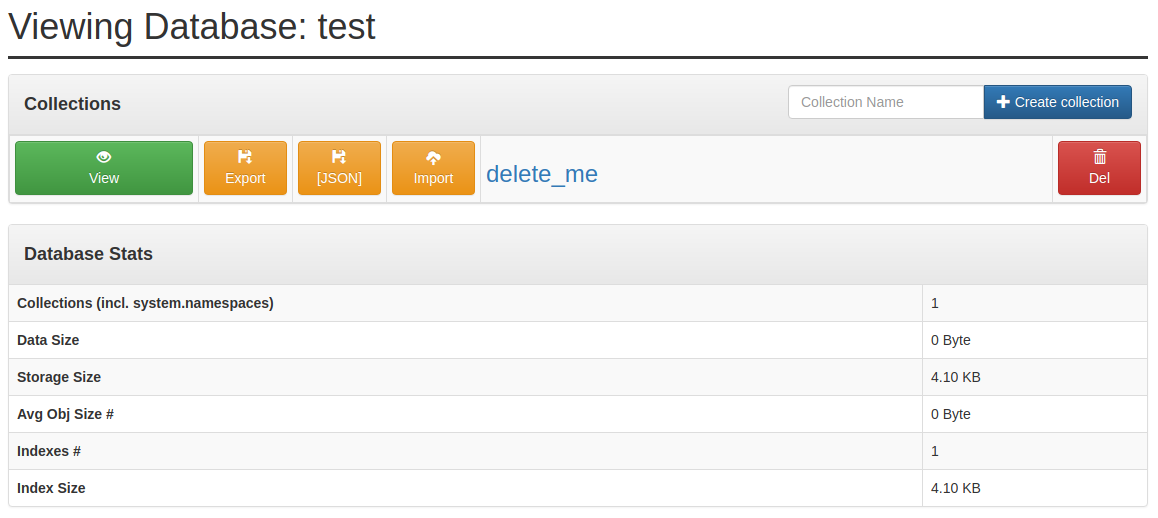 Viewing Database: test
Collections
Collection Name
Create collection
View
Export
[JSON]
Import
delete_me
Del
Database Stats
Collections (incl. system.namespaces) 1
Data Size 0 Byte
Storage Size 4.10 KB
Avg Obj Size # 0 Byte
Indexes # 1
Index Size 4.10 KB